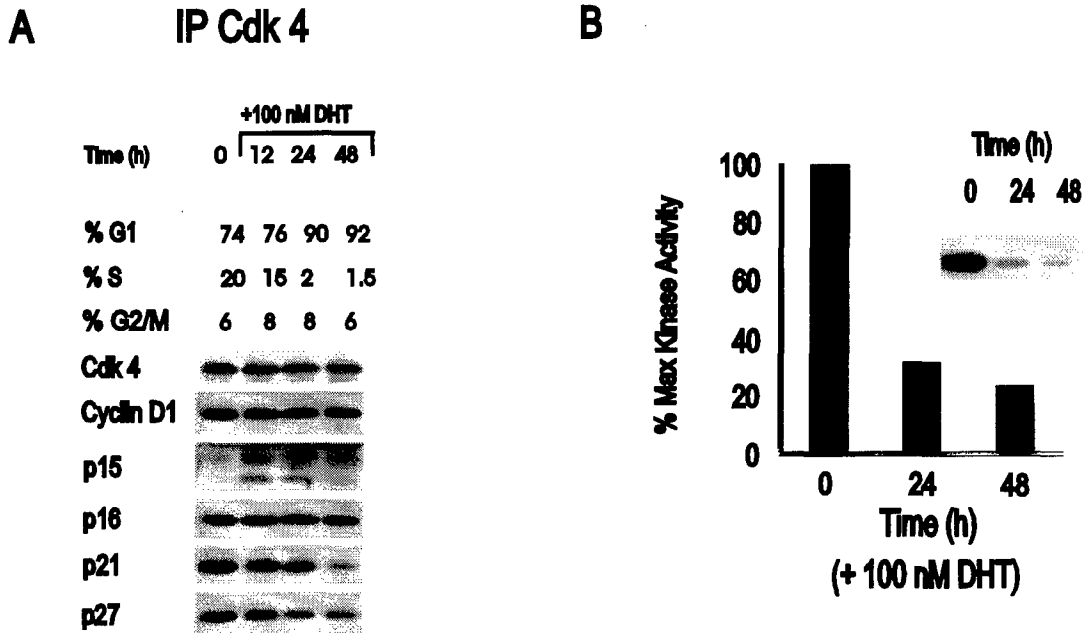 A
IP Cdk 4
+100 nM DHT
Time (h) 0 12 24 48
% G1 74 76 90 92
% S 20 15 2 1.5
% G2/M 6 8 8 6
Cdk 4
Cyclin D1
p15
p16
p21
p27
B
Time (h)
0 24 48
% Max Kinase Activity
100
80
60
40
20
0
0 24 48
Time (h)
(+ 100 nM DHT)